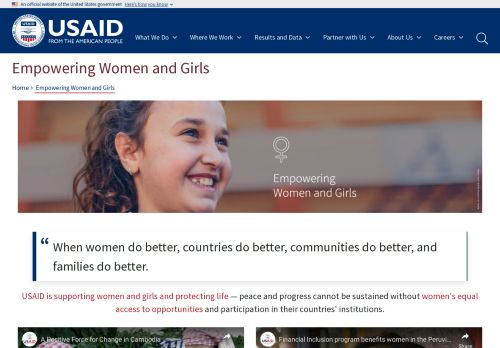 An official website of the United States government Here's how you know
USAID
FROM THE AMERICAN PEOPLE
What We Do
Where We Work
Results and Data
Partner with Us
About Us
Careers
Empowering Women and Girls
Home
Empowering Women and Girls
Empowering
Women and Girls
“ When women do better, countries do better, communities do better, and
families do better.
USAID is supporting women and girls and protecting life — peace and progress cannot be sustained without women's equal
access to opportunities and participation in their countries' institutions.
USAID
A Positive Force for Change in Cambodia
USAID
Financial Inclusion program benefits women in the Peruvi...
Share